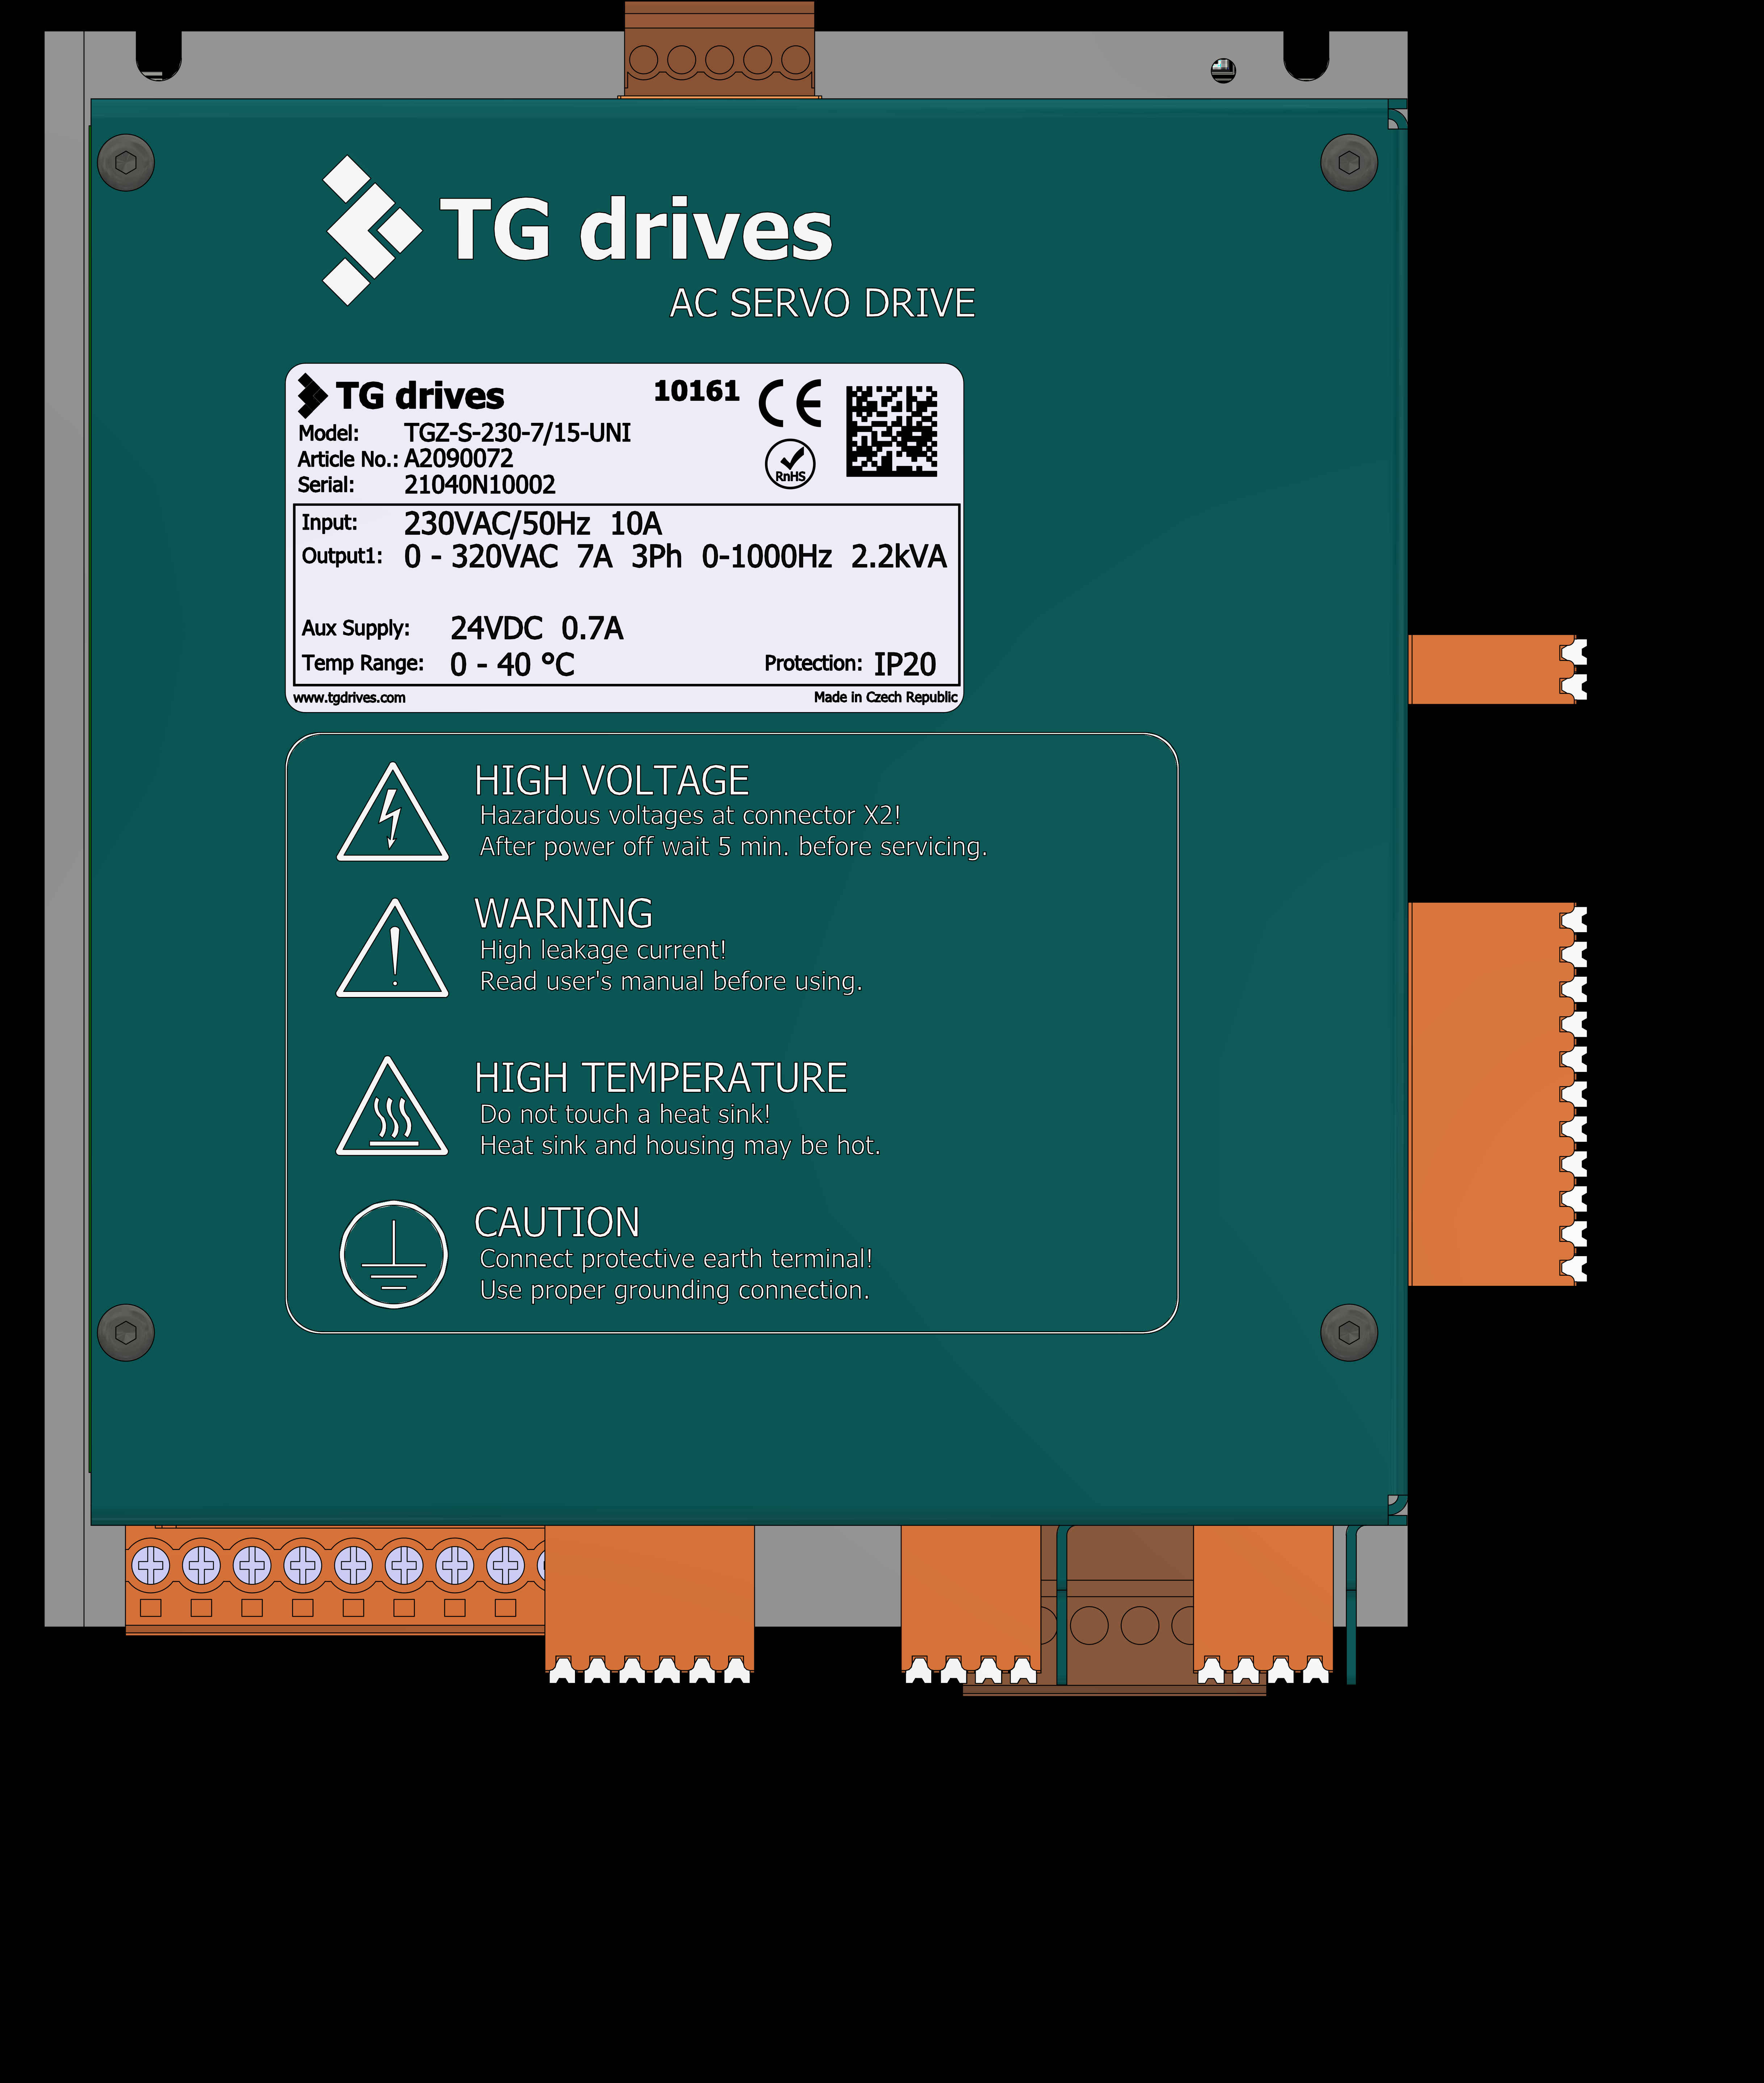 TG drives
AC SERVO DRIVE
TG drives 10161 CE
Model: TGZ-S-230-7/15-UNI
Article No.: A2090072
RnHS
Serial: 21040N10002
Input: 230VAC/50Hz 10A
Output1: 0 - 320VAC 7A 3Ph 0-1000Hz 2.2kVA
Aux Supply: 24VDC 0.7A
Temp Range: 0 - 40 °C Protection: IP20
www.tgdrives.com Made in Czech Republic
HIGH VOLTAGE
Hazardous voltages at connector X2!
After power off wait 5 min. before servicing.
WARNING
High leakage current!
Read user's manual before using.
HIGH TEMPERATURE
Do not touch a heat sink!
Heat sink and housing may be hot.
CAUTION
Connect protective earth terminal!
Use proper grounding connection.